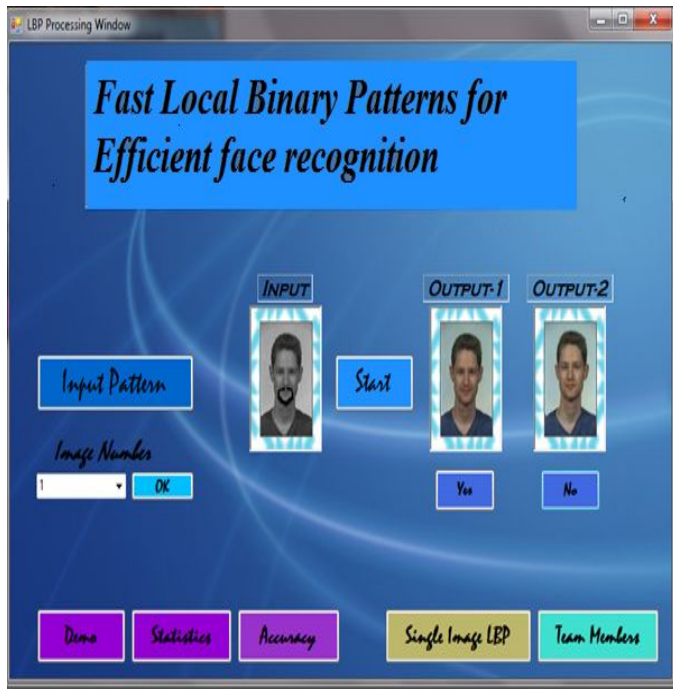 LBP Processing Window
Fast Local Binary Patterns for
Efficient face recognition
INPUT
OUTPUT-1
OUTPUT-2
Input Pattern
Start
Image Number
1
OK
Yes
No
Demo
Statistics
Accuracy
Single Image LBP
Team Members